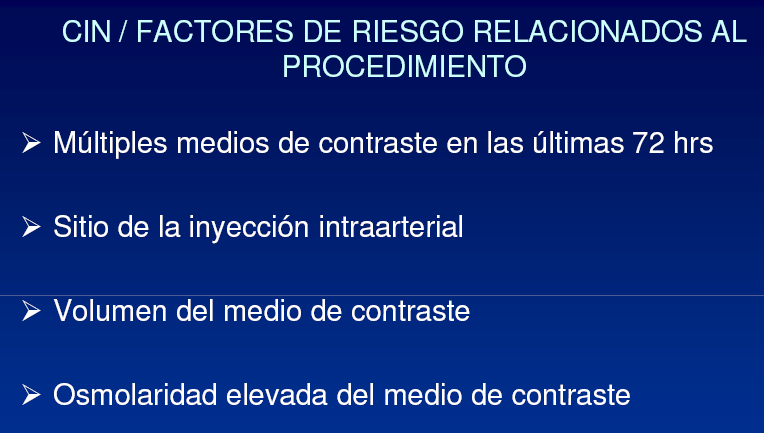 CIN / FACTORES DE RIESGO RELACIONADOS AL
PROCEDIMIENTO
➢ Múltiples medios de contraste en las últimas 72 hrs
➢ Sitio de la inyección intraarterial
➢ Volumen del medio de contraste
➢ Osmolaridad elevada del medio de contraste